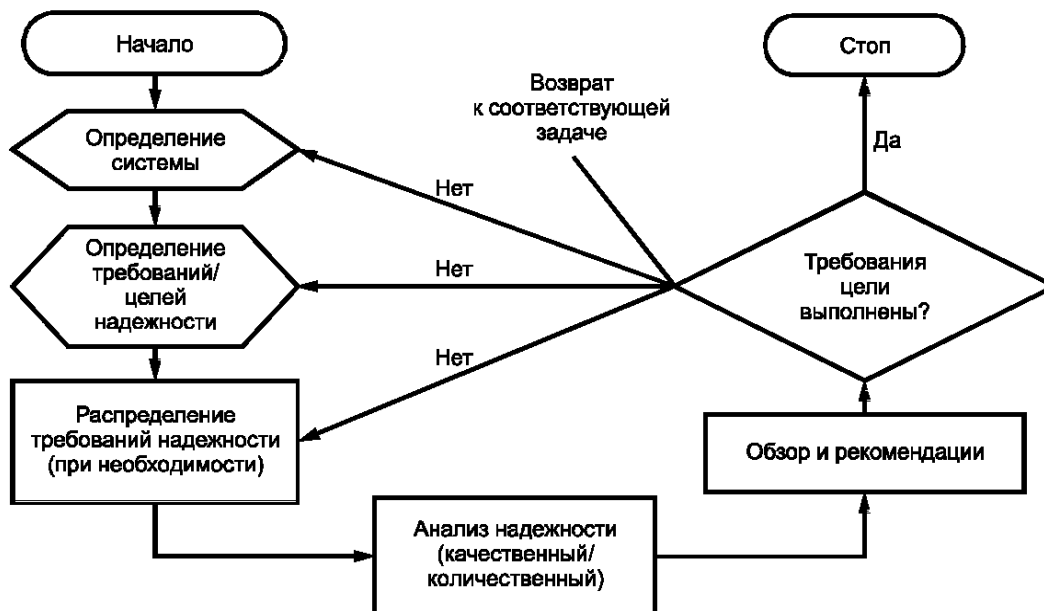 Начало
Определение
системы
Определение
требований/
целей
надежности
Распределение
требований надежности
(при необходимости)
Анализ надежности
(качественный/
количественный)
Обзор и рекомендации
Требования
цели
выполнены?
Да
Стоп
Возврат
к соответствующей
задаче
Нет
Нет
Нет